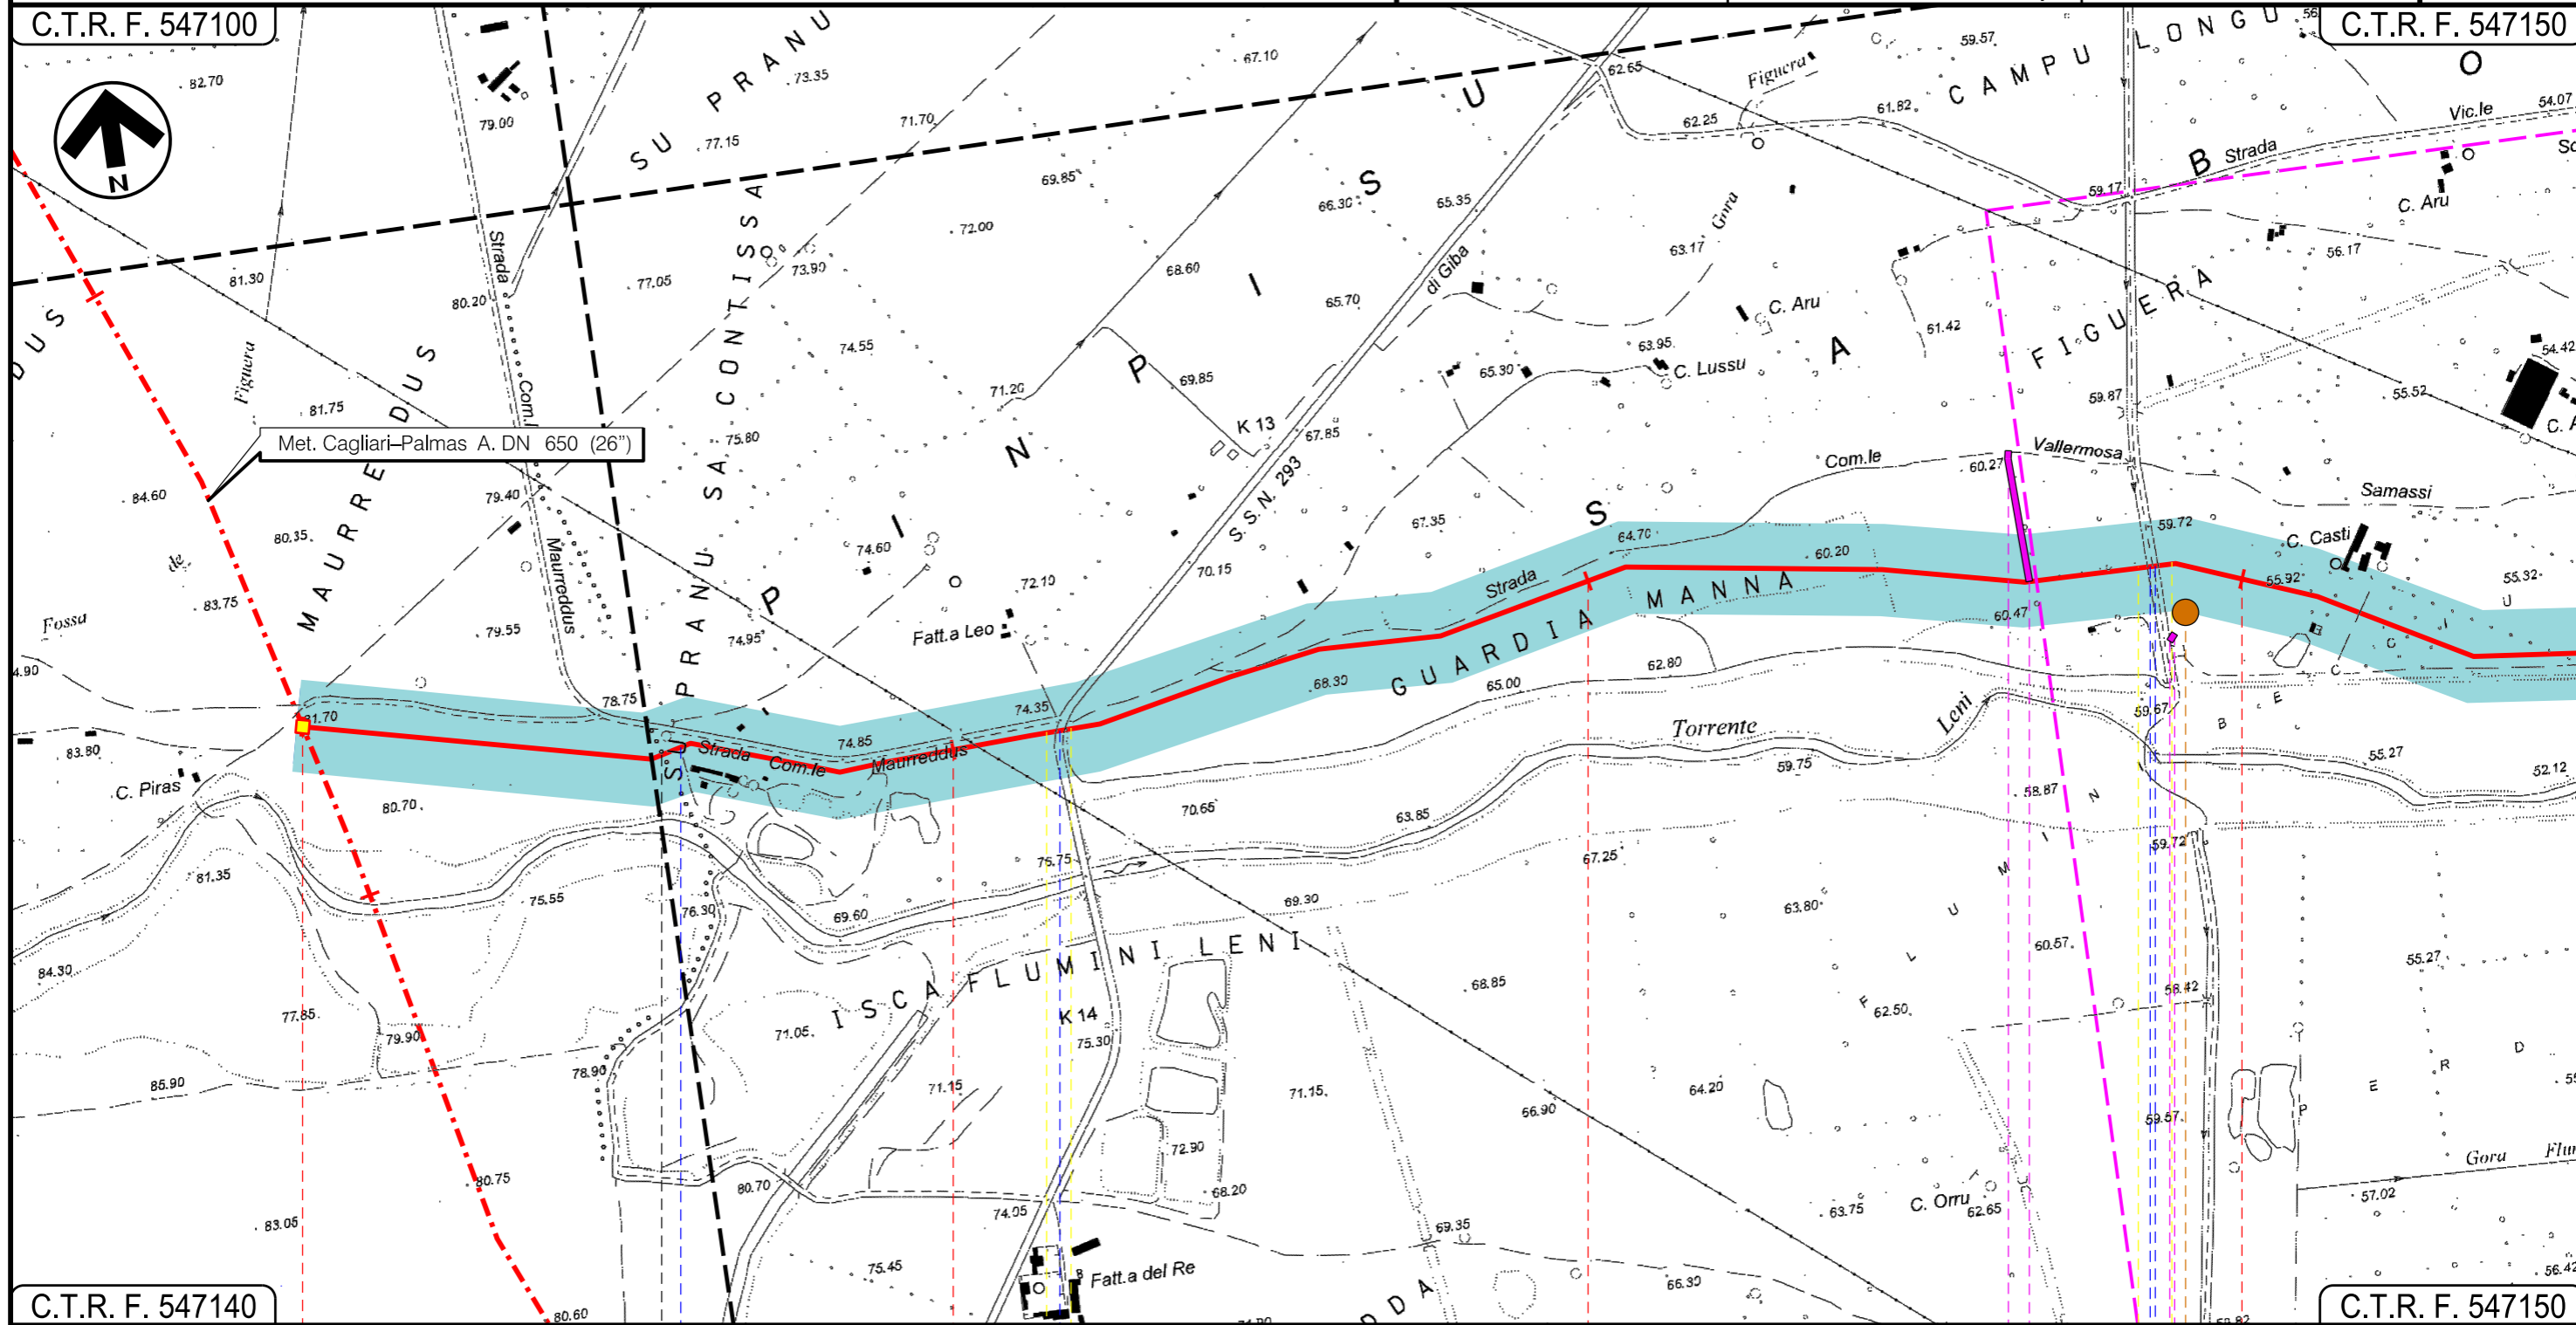 C.T.R. F. 547100
C.T.R. F. 547150
N
82.70
79.00
SU PRANU
73.35
67.10
77.15
71.70
69.85
62.65
Figuera
59.57
CAMPU LONGU
62.25
61.82
Vic.le
54.07
Strada
59.17
C. Aru
66.30
65.35
72.00
Gora
63.17
56.17
Strada
81.30
80.20
77.05
73.90
68.60
di Giba
65.70
C. Aru
61.42
FIGUERA
DUS
Figuera
74.55
71.20
69.85
65.30
63.95
C. Lussu
59.87
54.42
55.52
Com.l
81.75
MAURREDUS
SU PRANU SA CONTISSA
Met. Cagliari–Palmas A. DN 650 (26")
75.80
K 13
67.85
S.S.N. 293
Com.le
60.27
Vallermosa
Samassi
84.60
79.40
80.35
de
Maurreddus
74.60
72.10
70.15
67.35
64.70
60.20
59.72
C. Casti
55.92
55.32
Fossa
83.75
79.55
74.95
Fatt.a Leo
Strada
GUARDIA MANNA
60.47
4.90
81.70
78.75
74.35
68.30
65.00
62.80
Torrente
Leni
59.67
83.80
C. Piras
Strada Com.le Maurreddus
74.85
59.75
55.27
52.12
80.70
70.65
63.85
58.87
81.35
75.55
76.30
69.60
75.75
69.30
67.25
63.80
59.72
60.57
55.27
84.30
ISCA FLUMINI LENI
68.85
62.50
58.42
77.85
79.90
71.05
K 14
75.30
85.90
78.90
71.15
71.15
66.90
64.20
59.57
72.90
Gora
80.75
80.70
68.20
74.05
69.35
63.75
C. Orru
62.65
57.02
83.05
75.45
Fatt.a del Re
66.30
56.42
80.60
DDA
C.T.R. F. 547140
C.T.R. F. 547150